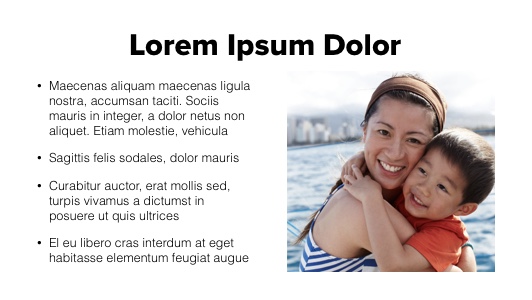 Lorem Ipsum Dolor
• Maecenas aliquam maecenas ligula
nostra, accumsan taciti. Sociis
mauris in integer, a dolor netus non
aliquet. Etiam molestie, vehicula
• Sagittis felis sodales, dolor mauris
• Curabitur auctor, erat mollis sed,
turpis vivamus a dictumst in
posuere ut quis ultrices
• El eu libero cras interdum at eget
habitasse elementum feugiat augue